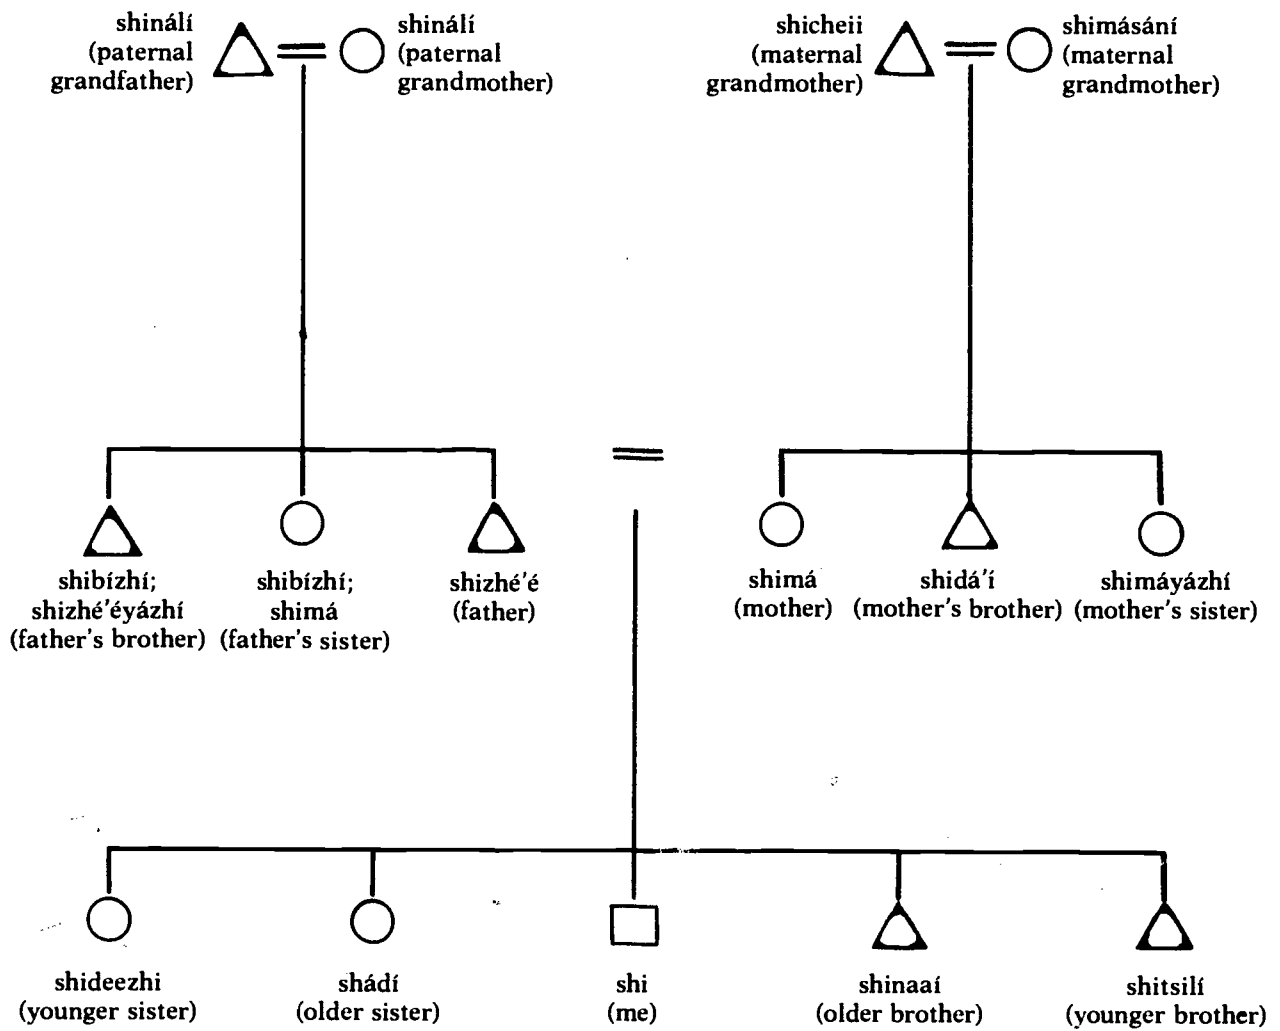 shinálí
(paternal
grandfather)
shinálí
(paternal
grandmother)
shicheii
(maternal
grandmother)
shimásání
(maternal
grandmother)
shibízhí;
shizhé'éyázhí
(father's brother)
shibízhí;
shimá
(father's sister)
shizhé'é
(father)
shimá
(mother)
shidá'í
(mother's brother)
shimáyázhí
(mother's sister)
shideezhi
(younger sister)
shádí
(older sister)
shi
(me)
shinaaí
(older brother)
shitsilí
(younger brother)